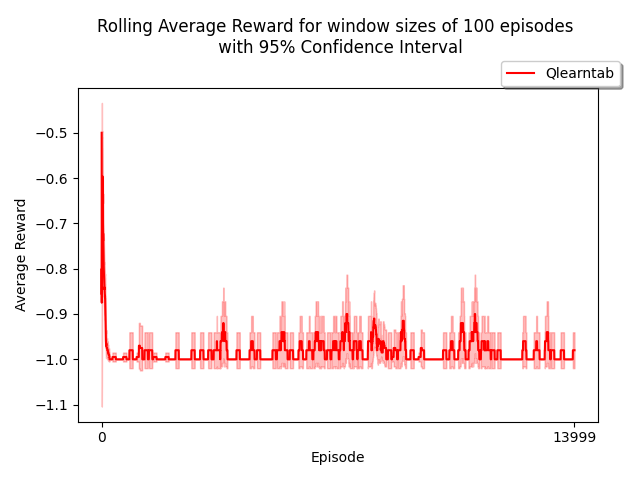 Rolling Average Reward for window sizes of 100 episodes
with 95% Confidence Interval
Qlearntab
−0.5
−0.6
−0.7
−0.8
−0.9
−1.0
−1.1
Average Reward
0
13999
Episode